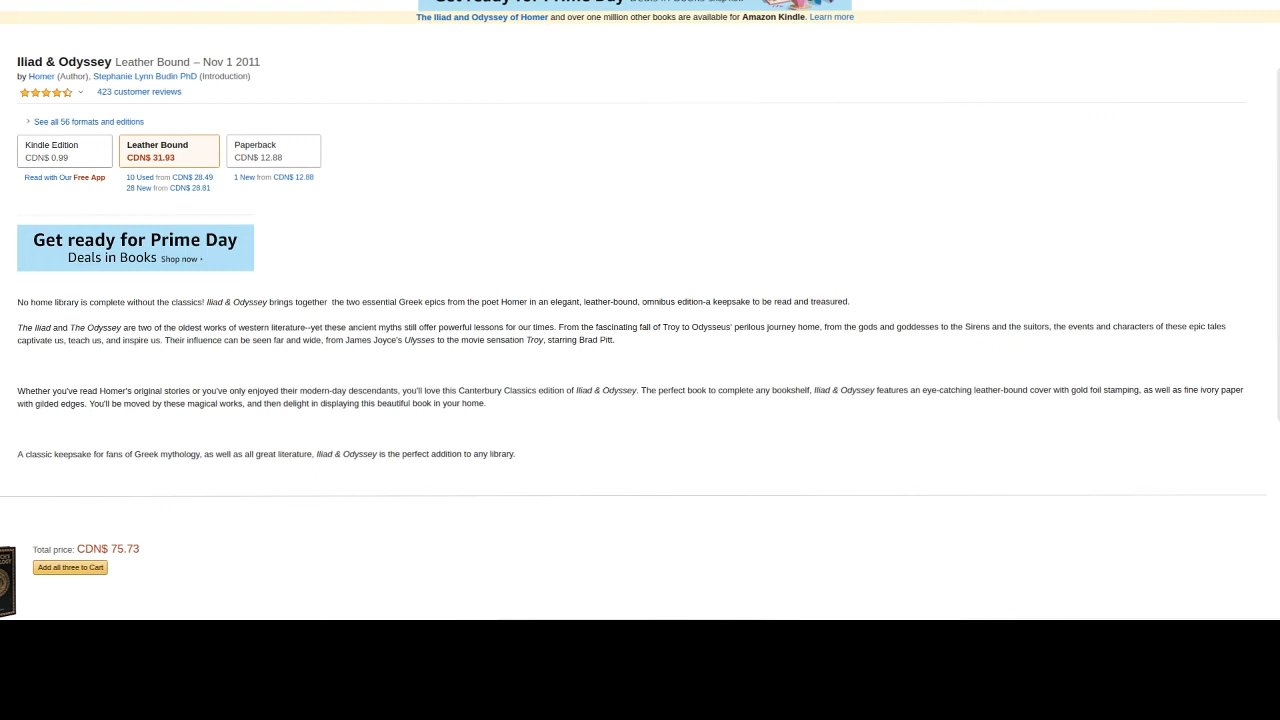 The Iliad and Odyssey of Homer and over one million other books are available for Amazon Kindle. Learn more
Iliad & Odyssey Leather Bound – Nov 1 2011
by Homer (Author), Stephanie Lynn Budin PhD (Introduction)
423 customer reviews
See all 56 formats and editions
Kindle Edition
CDN$ 0.99
Leather Bound
CDN$ 31.93
Paperback
CDN$ 12.88
Read with Our Free App
10 Used from CDN$ 28.49
28 New from CDN$ 28.81
1 New from CDN$ 12.88
Get ready for Prime Day
Deals in Books Shop now ›
No home library is complete without the classics! Iliad & Odyssey brings together  the two essential Greek epics from the poet Homer in an elegant, leather-bound, omnibus edition-a keepsake to be read and treasured.
The Iliad and The Odyssey are two of the oldest works of western literature--yet these ancient myths still offer powerful lessons for our times. From the fascinating fall of Troy to Odysseus' perilous journey home, from the gods and goddesses to the Sirens and the suitors, the events and characters of these epic tales
captivate us, teach us, and inspire us. Their influence can be seen far and wide, from James Joyce's Ulysses to the movie sensation Troy, starring Brad Pitt.
Whether you've read Homer's original stories or you've only enjoyed their modern-day descendants, you'll love this Canterbury Classics edition of Iliad & Odyssey. The perfect book to complete any bookshelf, Iliad & Odyssey features an eye-catching leather-bound cover with gold foil stamping, as well as fine ivory paper
with gilded edges. You'll be moved by these magical works, and then delight in displaying this beautiful book in your home.
A classic keepsake for fans of Greek mythology, as well as all great literature, Iliad & Odyssey is the perfect addition to any library.
Total price: CDN$ 75.73
Add all three to Cart